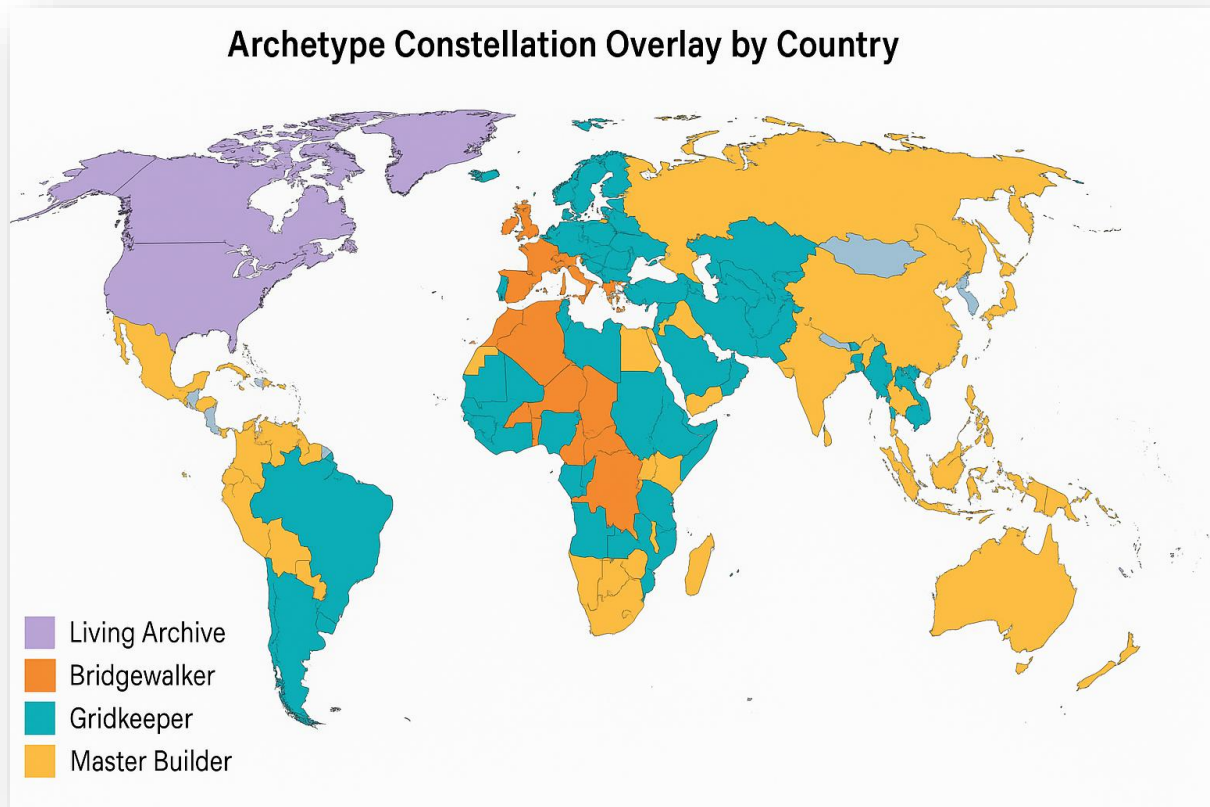 Archetype Constellation Overlay by Country
Living Archive
Bridgewalker
Gridkeeper
Master Builder